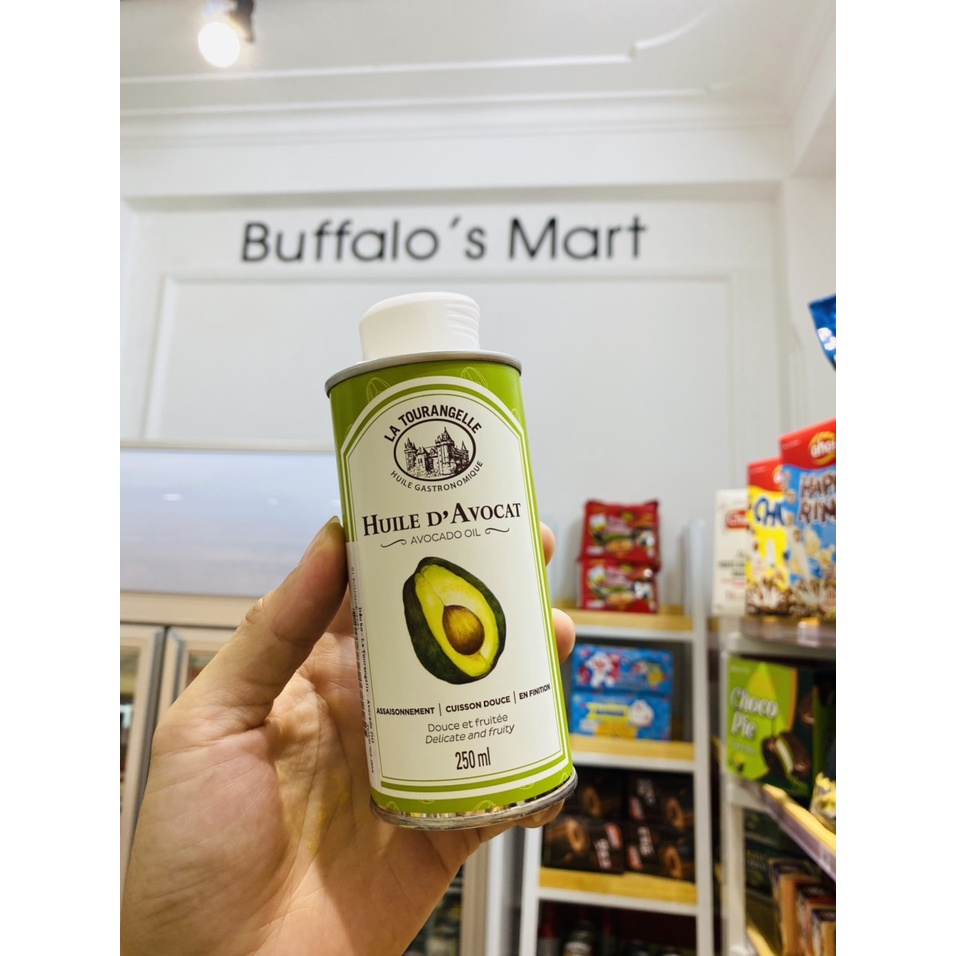 Buffalo´s Mart
LA TOURANGELLE
HUILE GASTRONOMIQUE
HUILE D'AVOCAT
AVOCADO OIL
ASSAISONNEMENT | CUISSON DOUCE | EN FINITION
Douce et fruitée
Delicate and fruity
250 ml
Choco
Pie